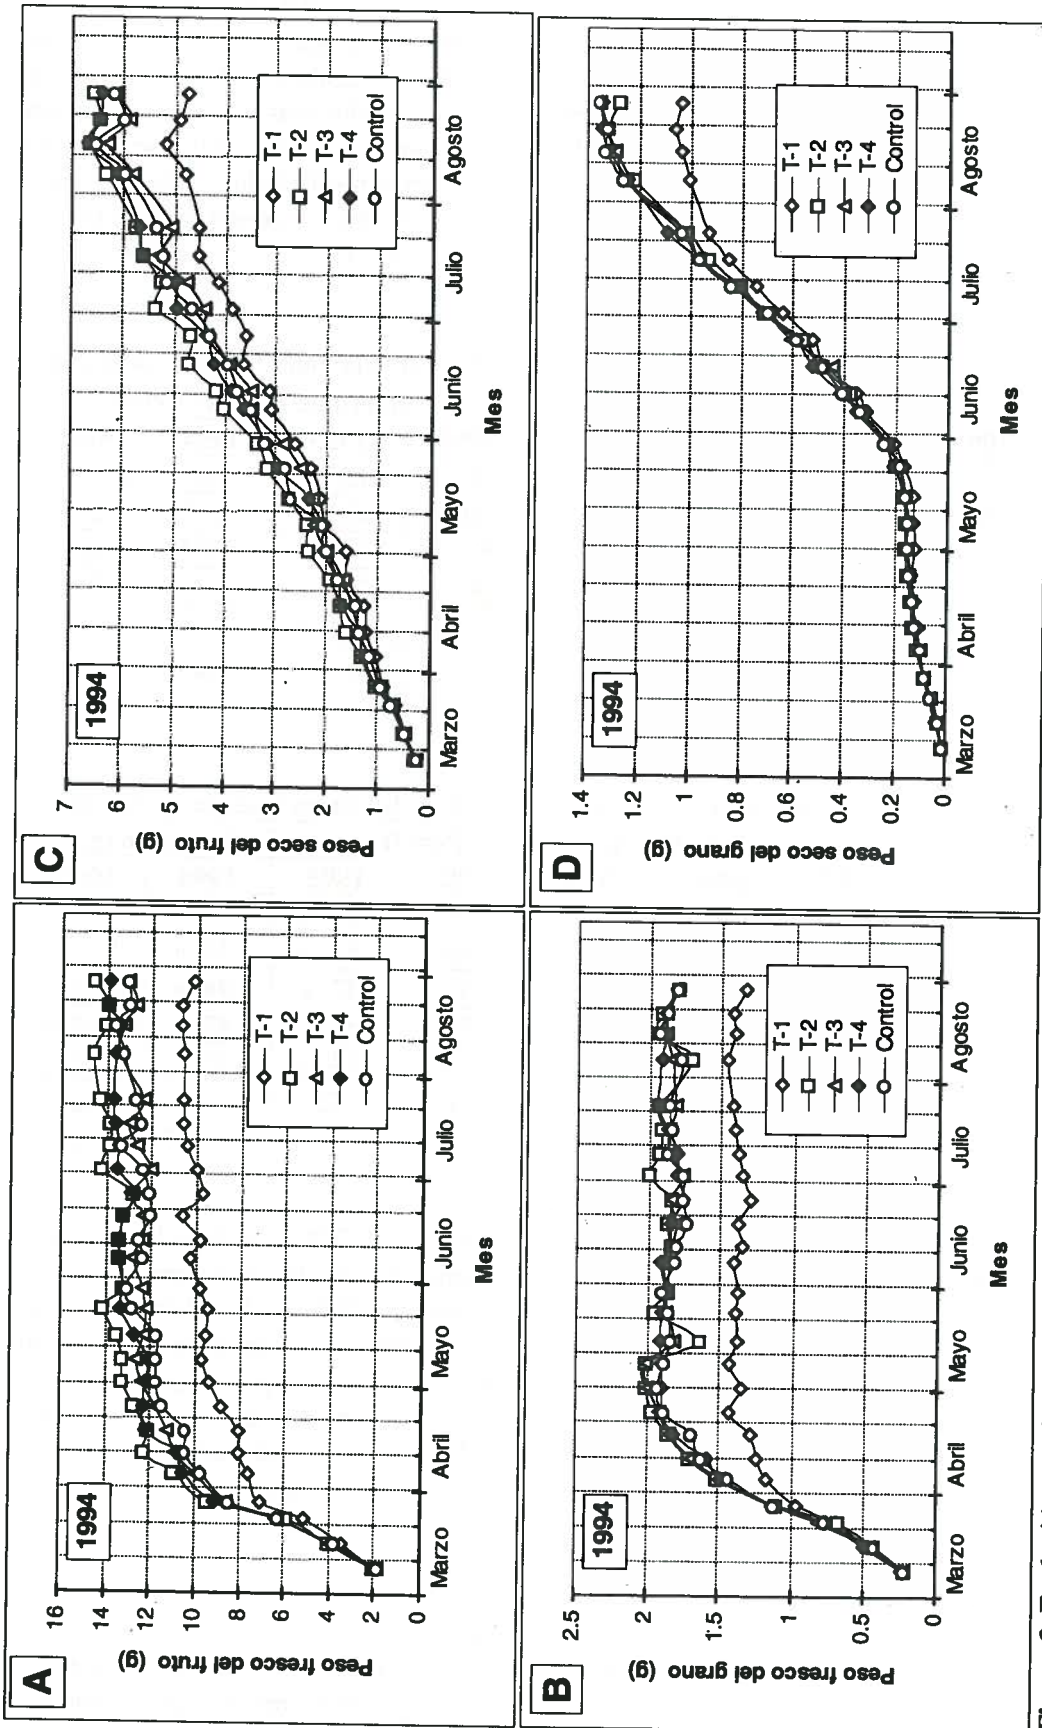 A
1994
Peso fresco del fruto (g)
16
14
12
10
8
6
4
2
0
T-1
T-2
T-3
T-4
Control
Marzo Abril Mayo Junio Julio Agosto
Mes
C
1994
Peso seco del fruto (g)
7
6
5
4
3
2
1
0
T-1
T-2
T-3
T-4
Control
Marzo Abril Mayo Junio Julio Agosto
Mes
B
1994
Peso fresco del grano (g)
2.5
2
1.5
1
0.5
0
T-1
T-2
T-3
T-4
Control
Marzo Abril Mayo Junio Julio Agosto
Mes
D
1994
Peso seco del grano (g)
1.4
1.2
1
0.8
0.6
0.4
0.2
0
T-1
T-2
T-3
T-4
Control
Marzo Abril Mayo Junio Julio Agosto
Mes